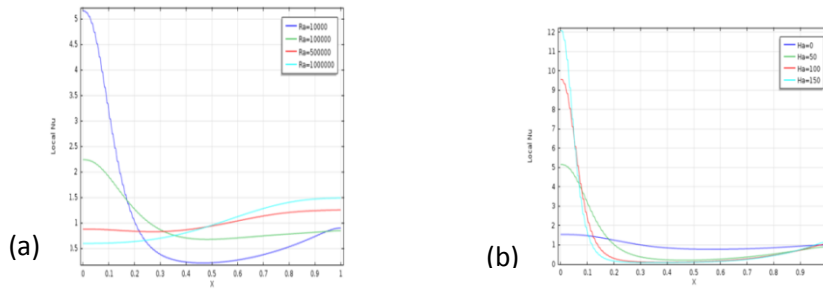 5
4.5
4
3.5
3
2.5
2
1.5
1
0.5
Local Nu
Ra=10000
Ra=100000
Ra=500000
Ra=1000000
0 0.1 0.2 0.3 0.4 0.5 0.6 0.7 0.8 0.9 1
X
(a)
12
11
10
9
8
7
6
5
4
3
2
1
0
Local Nu
Ha=0
Ha=50
Ha=100
Ha=150
0 0.1 0.2 0.3 0.4 0.5 0.6 0.7 0.8 0.9
X
(b)